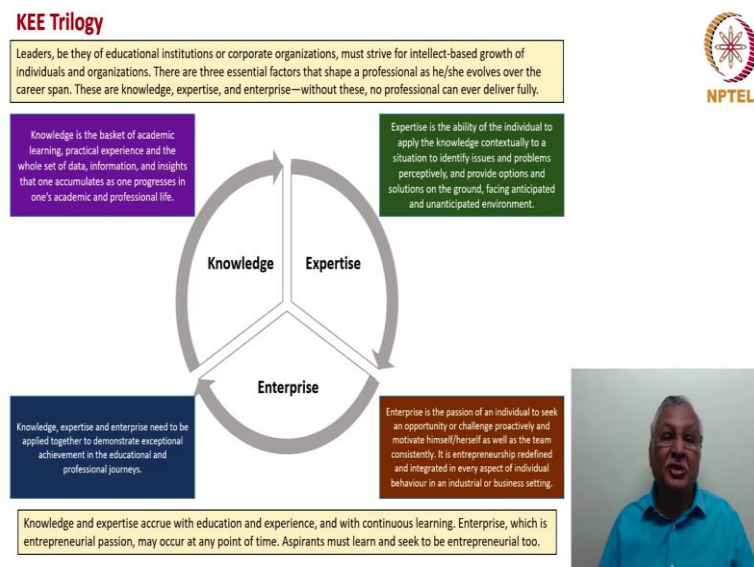 KEE Trilogy
NPTEL
Leaders, be they of educational institutions or corporate organizations, must strive for intellect-based growth of
individuals and organizations. There are three essential factors that shape a professional as he/she evolves over the
career span. These are knowledge, expertise, and enterprise—without these, no professional can ever deliver fully.
Knowledge is the basket of academic
learning, practical experience and the
whole set of data, information, and insights
that one accumulates as one progresses in
one's academic and professional life.
Expertise is the ability of the individual to
apply the knowledge contextually to a
situation to identify issues and problems
perceptively, and provide options and
solutions on the ground, facing anticipated
and unanticipated environment.
Knowledge
Expertise
Enterprise
Knowledge, expertise and enterprise need to be
applied together to demonstrate exceptional
achievement in the educational and
professional journeys.
Enterprise is the passion of an individual to seek
an opportunity or challenge proactively and
motivate himself/herself as well as the team
consistently. It is entrepreneurship redefined
and integrated in every aspect of individual
behaviour in an industrial or business setting.
Knowledge and expertise accrue with education and experience, and with continuous learning. Enterprise, which is
entrepreneurial passion, may occur at any point of time. Aspirants must learn and seek to be entrepreneurial too.